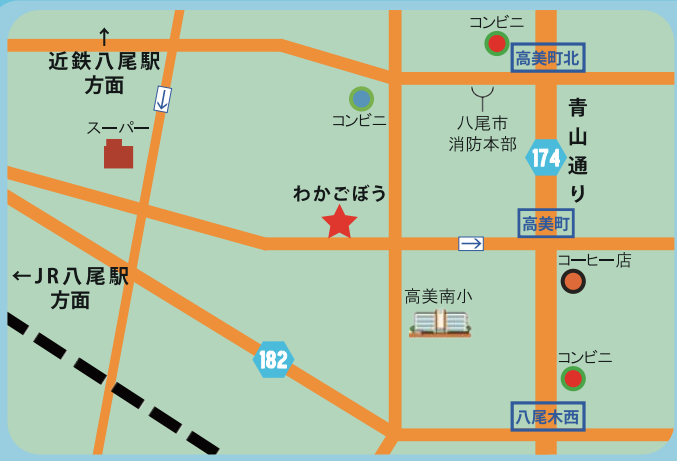 コンビニ
↑
近鉄八尾駅
方面
高美町北
スーパー
コンビニ
八尾市
消防本部
青山通り
174
わかごぼう
高美町
←JR八尾駅
方面
コーヒー店
高美南小
182
コンビニ
八尾木西